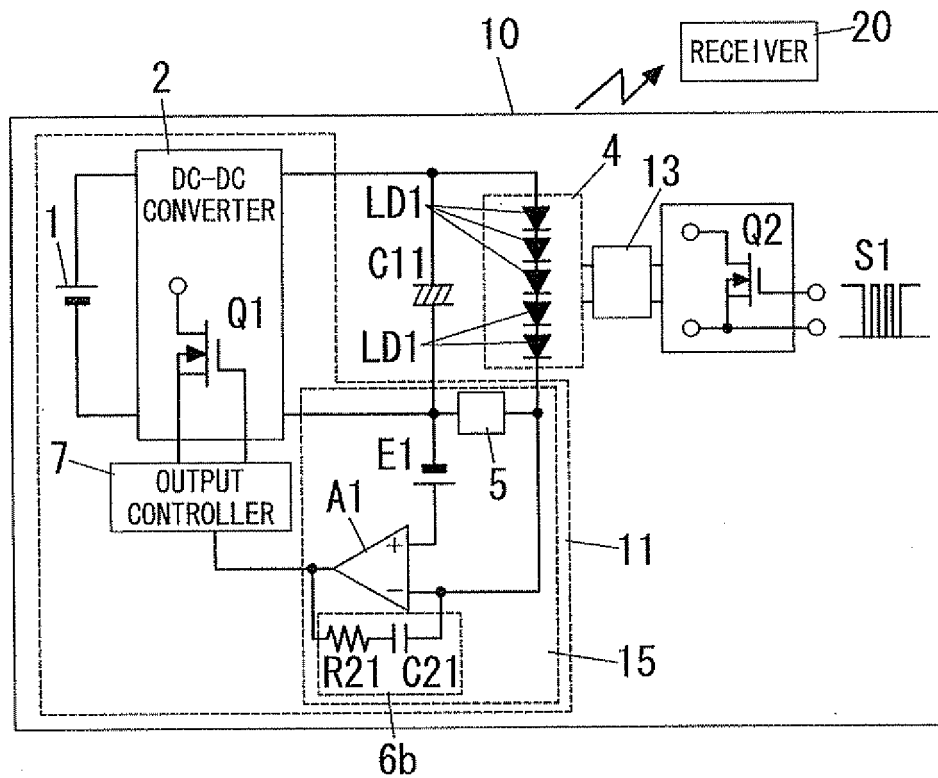 10
20
RECEIVER
2
DC-DC
CONVERTER
4
13
LD1
1
C11
Q2
S1
Q1
LD1
7
OUTPUT
CONTROLLER
E1
5
A1
+
−
11
15
R21
C21
6b